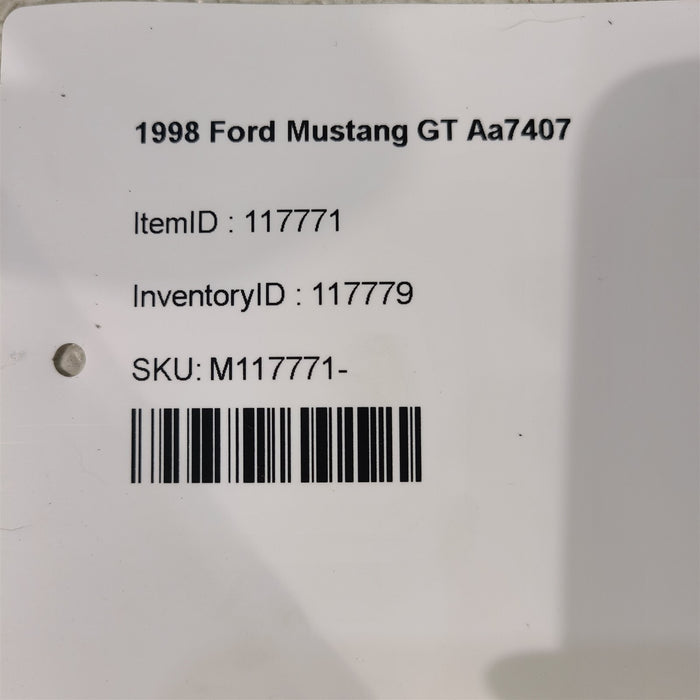 1998 Ford Mustang GT Aa7407
ItemID : 117771
InventoryID : 117779
SKU: M117771-